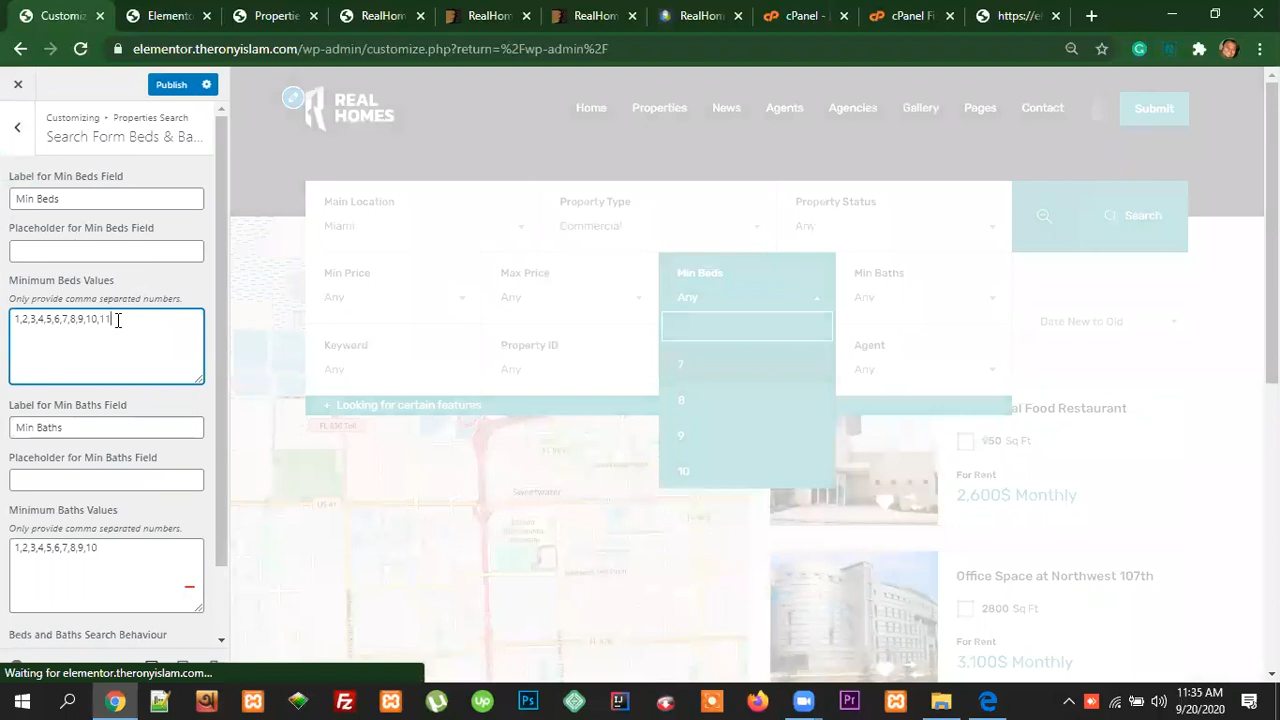 RealHom
RealHom
RealHom
cPanel -
cPanel Fi
https://el
elementor.theronyislam.com/wp-admin/customize.php?return=%2Fwp-admin%2F
Publish
Customizing • Properties Search
Search Form Beds & Ba...
Label for Min Beds Field
Min Beds
Placeholder for Min Beds Field
Minimum Beds Values
Only provide comma separated numbers.
1,2,3,4,5,6,7,8,9,10,11
Label for Min Baths Field
Min Baths
Placeholder for Min Baths Field
Minimum Baths Values
Only provide comma separated numbers.
1,2,3,4,5,6,7,8,9,10
Beds and Baths Search Behaviour
Waiting for elementor.theronyislam.com...
REAL
HOMES
Home Properties News Agents Agencies Gallery Pages Contact Submit
Main Location Property Type Property Status
Miami Commercial Any
Search
Min Price Max Price Min Beds Min Baths
Any Any Any Any
Keyword Property ID Agent
Any Any Any
7
8
9
10
+ Looking for certain features
Date New to Old
al Food Restaurant
950 Sq Ft
For Rent
2,600$ Monthly
Office Space at Northwest 107th
2800 Sq Ft
For Rent
3,100$ Monthly
Sweetwater
11:35 AM
9/20/2020